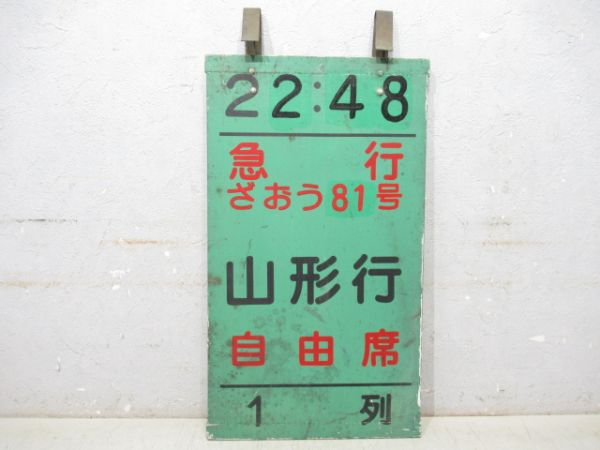 22:48
急行
ざおう81号
山形行
自由席
1列